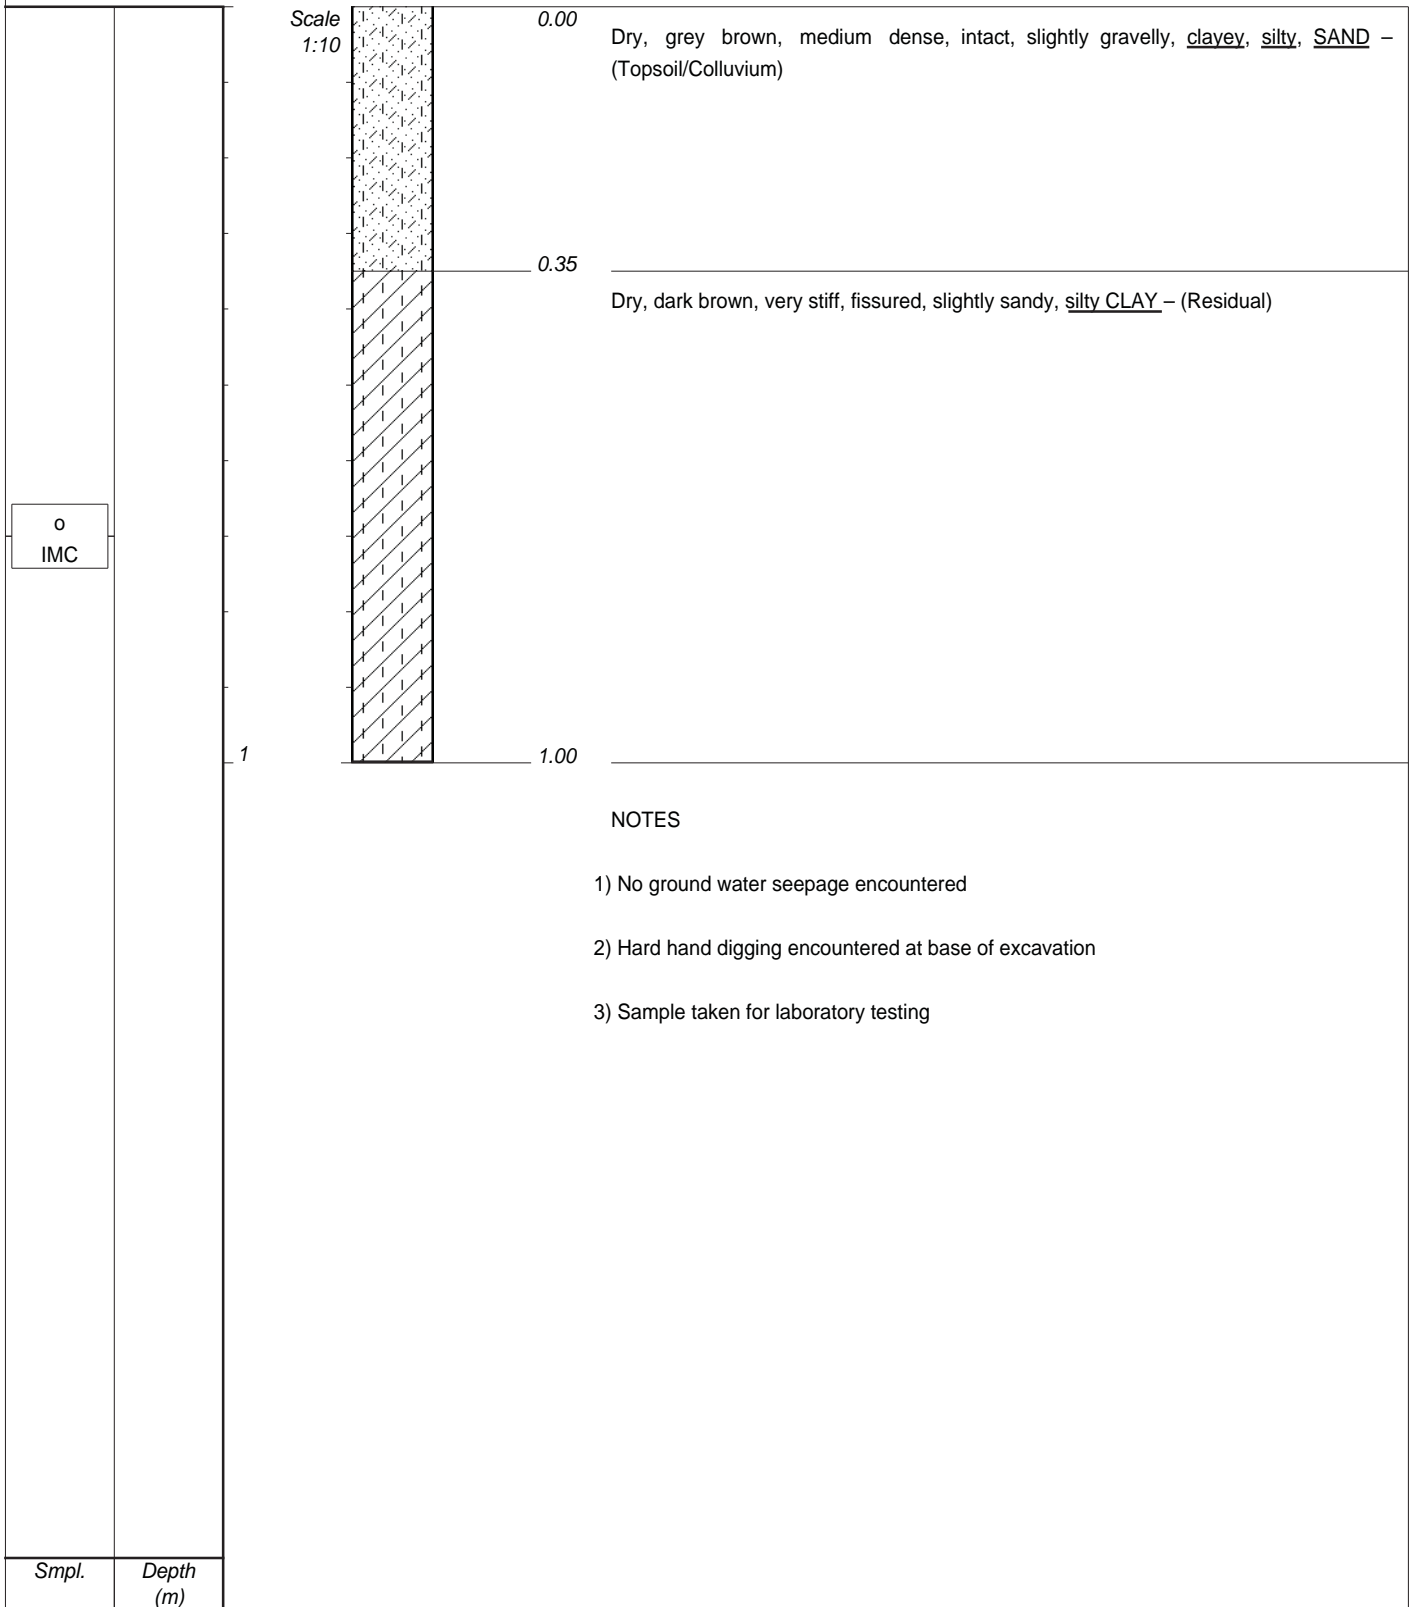 Scale
1:10
0.00
Dry, grey brown, medium dense, intact, slightly gravelly, clayey, silty, SAND –
(Topsoil/Colluvium)
0.35
Dry, dark brown, very stiff, fissured, slightly sandy, silty CLAY – (Residual)
o
IMC
1
1.00
NOTES
1) No ground water seepage encountered
2) Hard hand digging encountered at base of excavation
3) Sample taken for laboratory testing
Smpl.
Depth
(m)